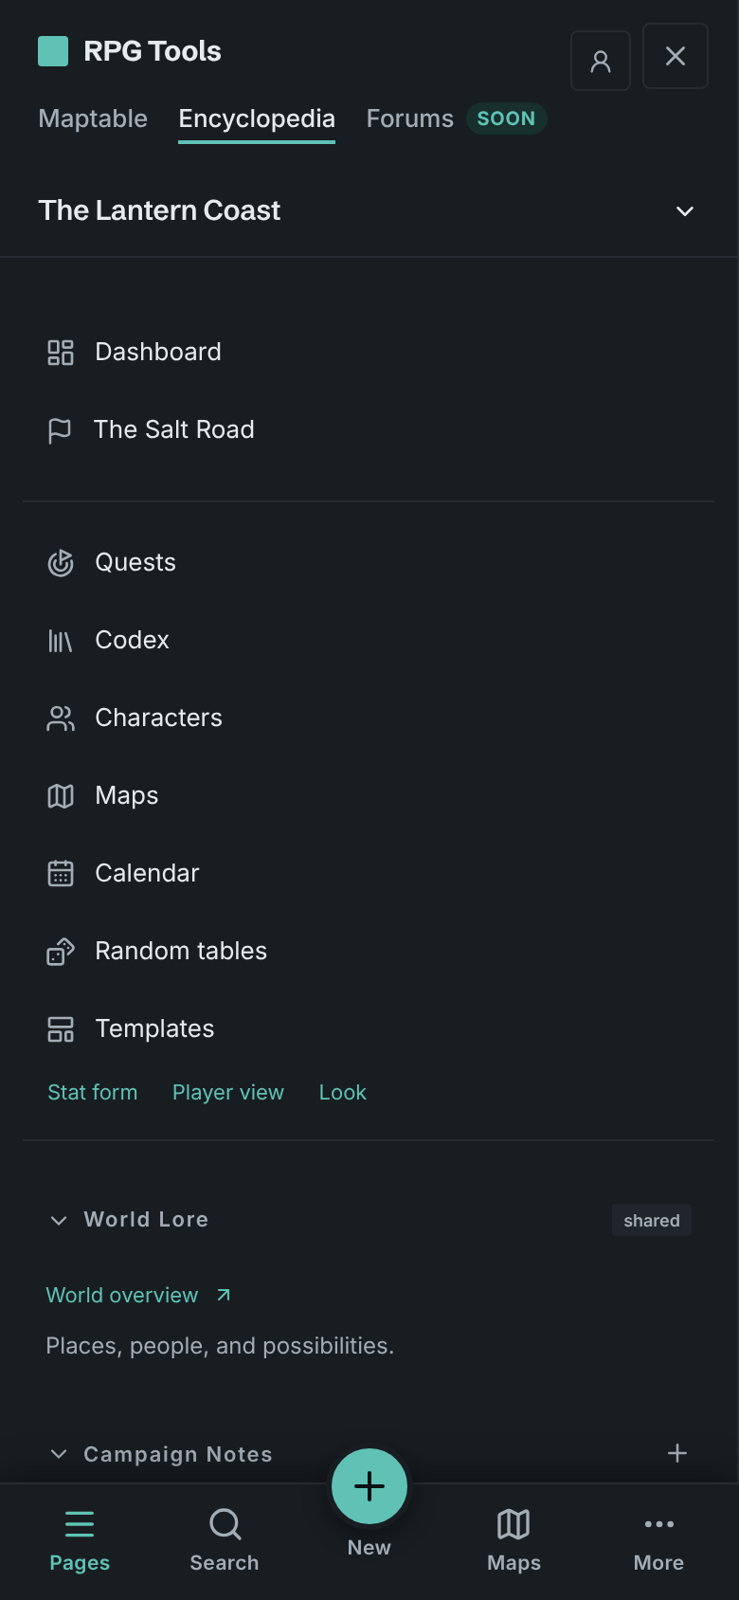 RPG Tools
Maptable Encyclopedia Forums SOON
The Lantern Coast
Dashboard
The Salt Road
Quests
Codex
Characters
Maps
Calendar
Random tables
Templates
Stat form Player view Look
World Lore shared
World overview
Places, people, and possibilities.
Campaign Notes
Pages Search New Maps More